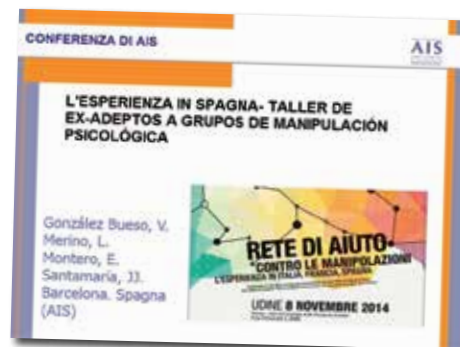 CONFERENZA DI AIS
AIS
L'ESPERIENZA IN SPAGNA- TALLER DE
EX-ADEPTOS A GRUPOS DE MANIPULACIÓN
PSICOLÓGICA
González Bueso, V.
Merino, L.
Montero, E.
Santamaría, JJ.
Barcelona. Spagna
(AIS)
RETE DI AIUTO
"CONTRO LE MANIPOLAZIONI
L'ESPERIENZA IN ITALIA, FRANCIA, SPAGNA
UDINE 8 NOVEMBRE 2014